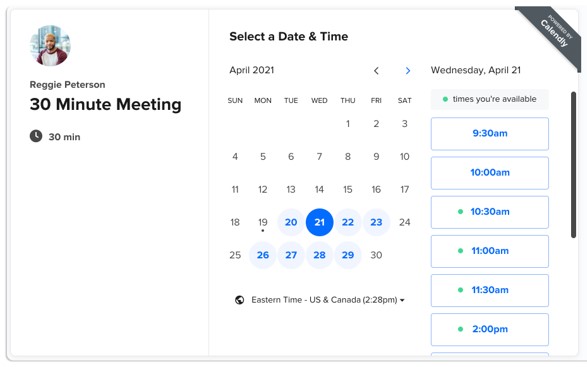 POWERED BY
Calendly
Reggie Peterson
30 Minute Meeting
30 min
Select a Date & Time
April 2021
SUN MON TUE WED THU FRI SAT
1 2 3
4 5 6 7 8 9 10
11 12 13 14 15 16 17
18 19 20 21 22 23 24
25 26 27 28 29 30
Eastern Time - US & Canada (2:28pm)
Wednesday, April 21
times you're available
9:30am
10:00am
10:30am
11:00am
11:30am
2:00pm